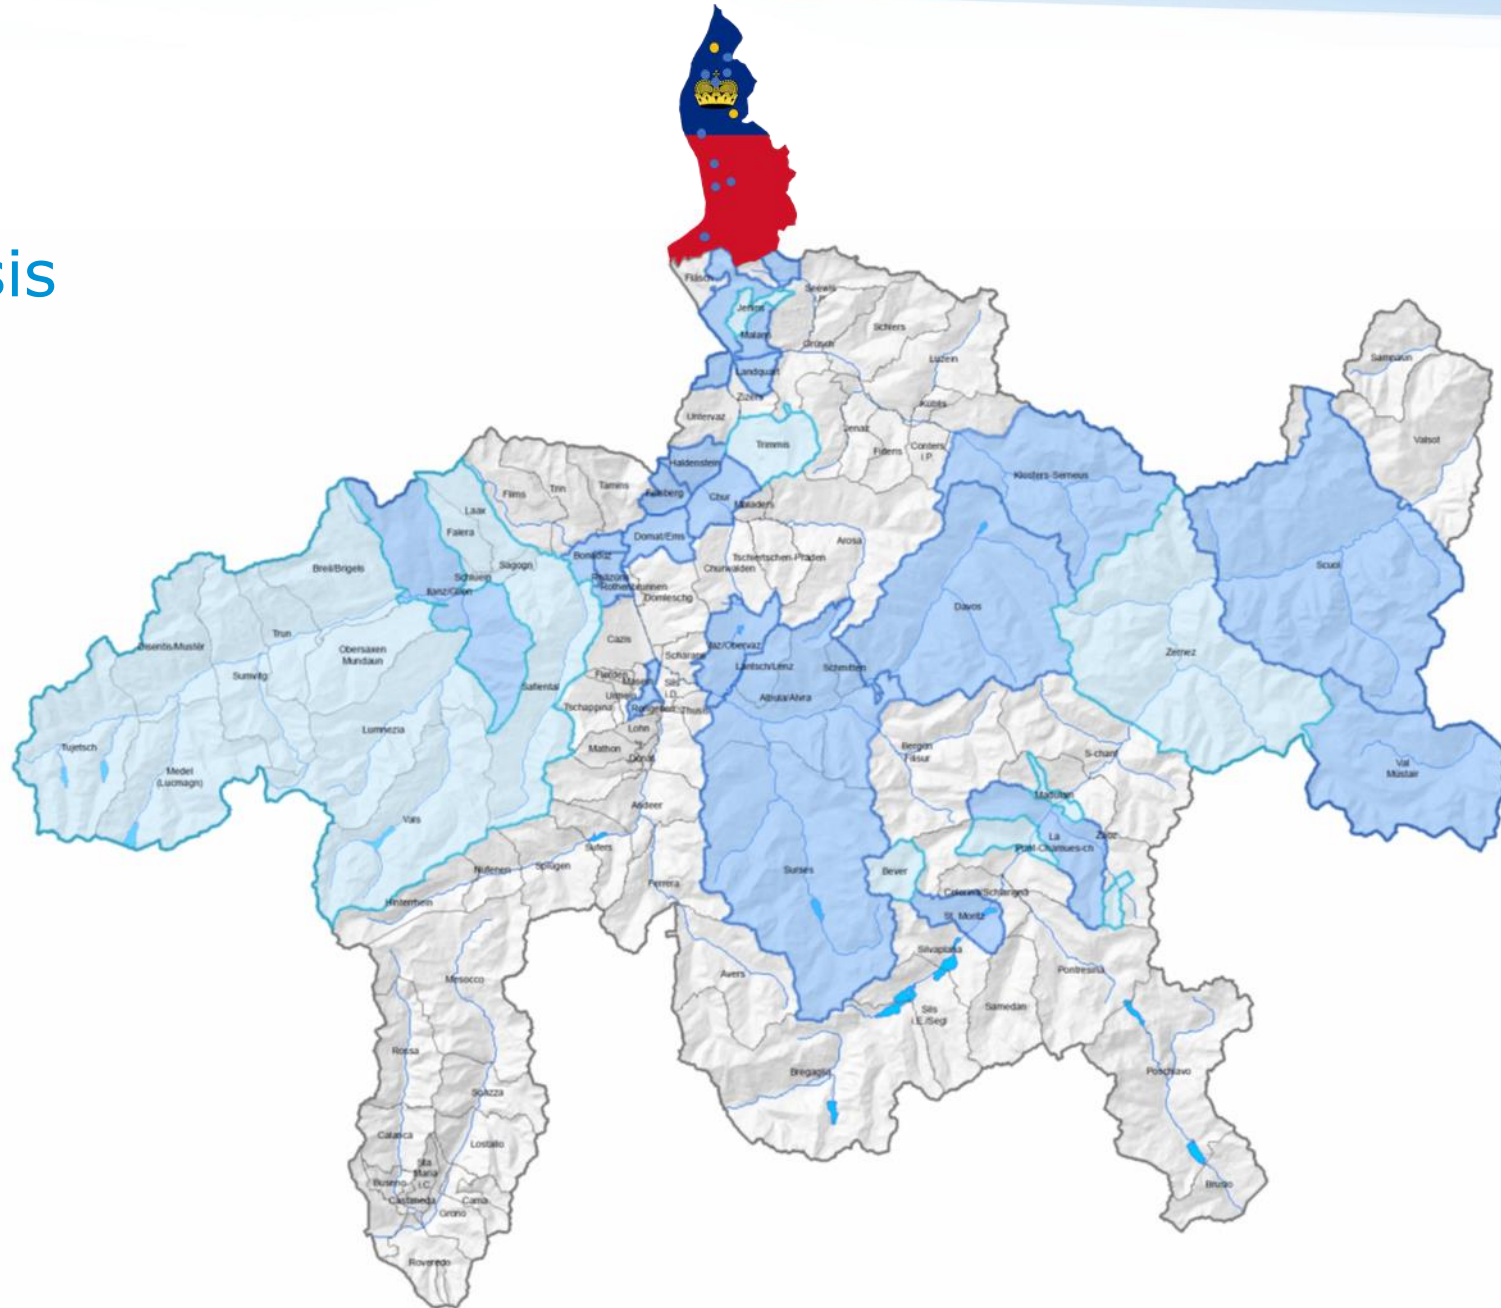 sis
Fläsch
Seewis
i.P.
Jenins
Malans
Grüsch
Schiers
Luzein
Landquart
Zizers
Küblis
Untervaz
Jenaz
Fideris
Conters
i.P.
Trimmis
Samnaun
Valsot
Haldenstein
Klosters-Serneus
Flims
Trin
Tamins
Felsberg
Chur
Maladers
Laax
Falera
Domat/Ems
Arosa
Tschiertschen-Praden
Churwalden
Scuol
Breil/Brigels
Sagogn
Schluein
Bonaduz
Rhäzüns
Rothenbrunnen
Domleschg
Ilanz/Glion
Davos
Trun
Cazis
Disentis/Mustér
Obersaxen
Mundaun
Scharans
Vaz/Obervaz
Lantsch/Lenz
Schmitten
Zernez
Sumvitg
Safiental
Flerden
Masein
Urmein
Sils
i.D.
Albula/Alvra
Tschappina
Rongellen
Thusis
Lumnezia
Lohn
Tujetsch
Mathon
Donat
Bergün
Filisur
S-chanf
Val
Müstair
Medel
(Lucmagn)
Andeer
Madulain
Vals
Sufers
La
Punt-Chamues-ch
Zuoz
Nufenen
Splügen
Ferrera
Surses
Bever
Hinterrhein
Celerina/Schlarigna
St. Moritz
Silvaplana
Mesocco
Avers
Pontresina
Sils
i.E./Segl
Samedan
Rossa
Bregaglia
Poschiavo
Soazza
Calanca
Lostallo
Sta.
Maria
i.C.
Buseno
Castaneda
Cama
Grono
Brusio
Roveredo